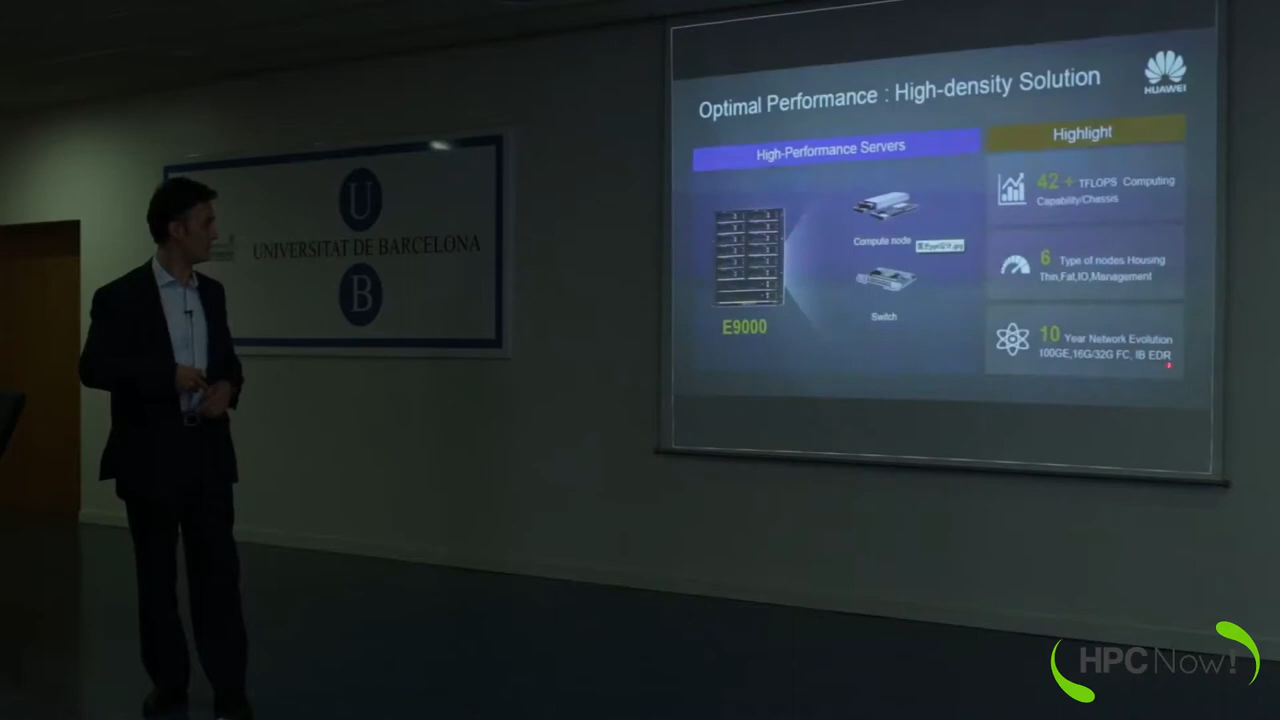 U
UNIVERSITAT DE BARCELONA
B
Optimal Performance : High-density Solution
HUAWEI
High-Performance Servers
Highlight
42 + TFLOPS Computing
Capability/Chassis
Compute node
6 Type of nodes Housing
Thin,Fat,IO,Management
E9000
Switch
10 Year Network Evolution
100GE,16G/32G FC, IB EDR
HPCNow!